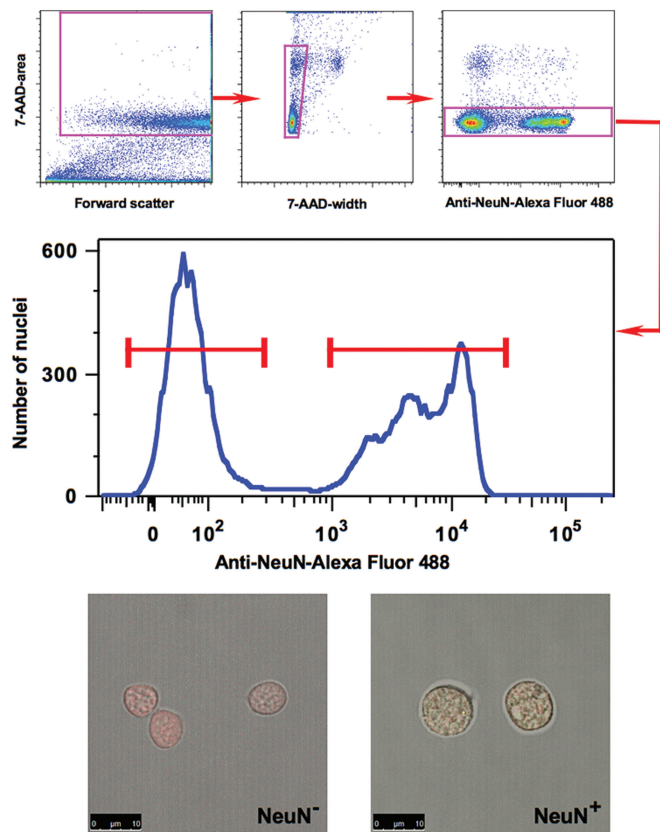 7-AAD-area
Forward scatter
7-AAD-width
Anti-NeuN-Alexa Fluor 488
600
300
0
Number of nuclei
0 10² 10³ 10⁴ 10⁵
Anti-NeuN-Alexa Fluor 488
0 µm 10
NeuN⁻
0 µm 10
NeuN⁺